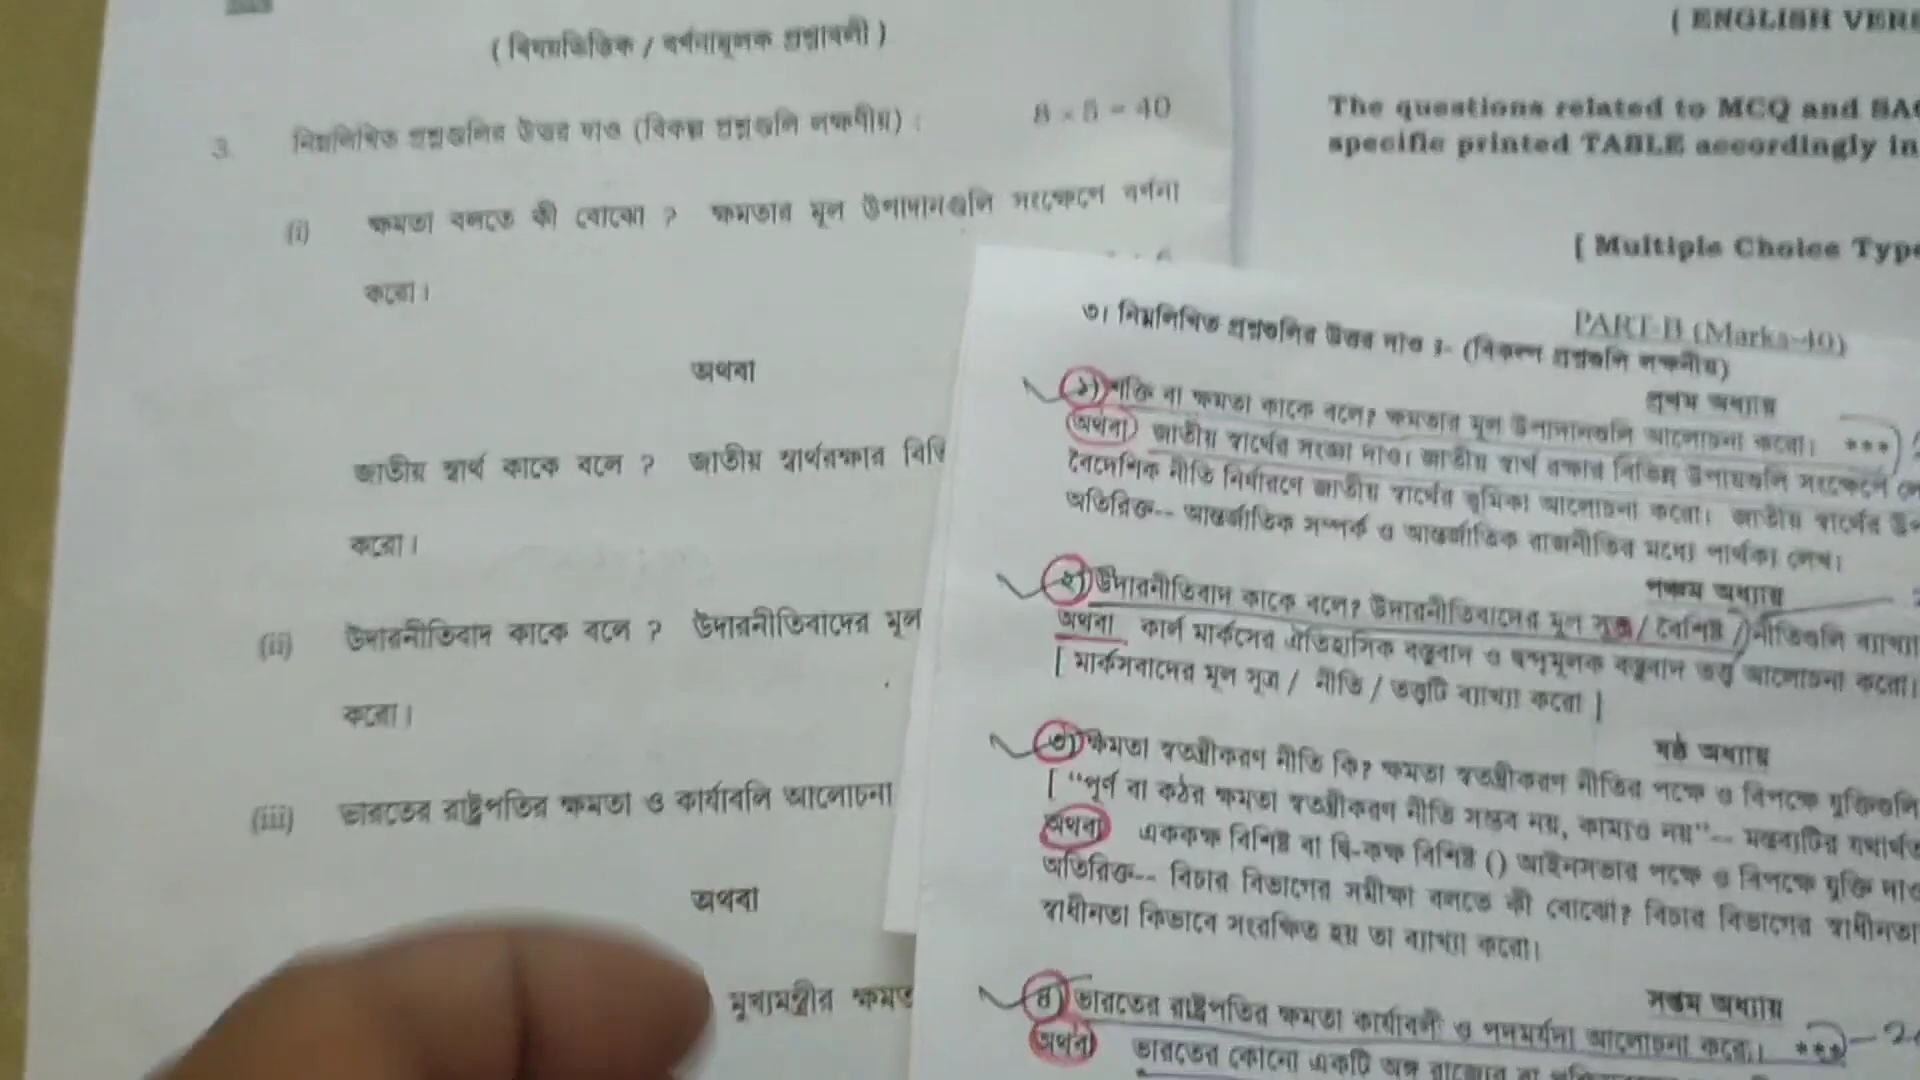 ( বিষয়ভিত্তিক / বর্ণনামূলক প্রশ্নাবলী )
3. নিম্নলিখিত প্রশ্নগুলির উত্তর দাও (বিকল্প প্রশ্নগুলি লক্ষণীয়) : 8 × 5 = 40
(i) ক্ষমতা বলতে কী বোঝো ? ক্ষমতার মূল উপাদানগুলি সংক্ষেপে বর্ণনা
করো।
অথবা
জাতীয় স্বার্থ কাকে বলে ? জাতীয় স্বার্থরক্ষার
করো।
(ii) উদারনীতিবাদ কাকে বলে ? উদারনীতিবাদের মূল
করো।
(iii) ভারতের রাষ্ট্রপতির ক্ষমতা ও কার্যাবলি আলোচনা
অথবা
মুখ্যমন্ত্রীর
( ENGLISH
The questions related to MCQ and
specific printed TABLE accordingly in
[ Multiple Choice
PART-B (Marks-40)
৩। নিম্নলিখিত প্রশ্নগুলির উত্তর দাও ঃ- (বিকল্প প্রশ্নগুলি লক্ষনীয়)
প্রথম অধ্যায়
১) শক্তি বা ক্ষমতা কাকে বলে? ক্ষমতার মূল উপাদানগুলি আলোচনা করো। ***
অথবা জাতীয় স্বার্থের সংজ্ঞা দাও। জাতীয় স্বার্থ রক্ষার বিভিন্ন উপায়গুলি সংক্ষেপে
বৈদেশিক নীতি নির্ধারণে জাতীয় স্বার্থের ভূমিকা আলোচনা করো। জাতীয় স্বার্থের
অতিরিক্ত-- আন্তর্জাতিক সম্পর্ক ও আন্তর্জাতিক রাজনীতির মধ্যে পার্থক্য লেখ।
পঞ্চম অধ্যায়
২) উদারনীতিবাদ কাকে বলে? উদারনীতিবাদের মূল সূত্র / বৈশিষ্ট / নীতিগুলি ব্যাখ্যা
অথবা কার্ল মার্কসের ঐতিহাসিক বস্তুবাদ ও দ্বন্দ্বমূলক বস্তুবাদ তত্ত্ব আলোচনা করো।
[ মার্কসবাদের মূল সূত্র / নীতি / তত্ত্বটি ব্যাখ্যা করো ]
ষষ্ঠ অধ্যায়
৩) ক্ষমতা স্বতন্ত্রীকরণ নীতি কি? ক্ষমতা স্বতন্ত্রীকরণ নীতির পক্ষে ও বিপক্ষে যুক্তিগুলি
[ "পূর্ণ বা কঠর ক্ষমতা স্বতন্ত্রীকরণ নীতি সম্ভব নয়, কাম্যও নয়"-- মন্তব্যটির
অথবা এককক্ষ বিশিষ্ট বা দ্বি-কক্ষ বিশিষ্ট () আইনসভার পক্ষে ও বিপক্ষে যুক্তি দাও
অতিরিক্ত-- বিচার বিভাগের সমীক্ষা বলতে কী বোঝো? বিচার বিভাগের স্বাধীনতা
স্বাধীনতা কিভাবে সংরক্ষিত হয় তা ব্যাখ্যা করো।
সপ্তম অধ্যায়
৪) ভারতের রাষ্ট্রপতির ক্ষমতা কার্যাবলী ও পদমর্যদা আলোচনা করো। ***
অথবা ভারতের কোনো একটি অঙ্গ রাজ্যের বা